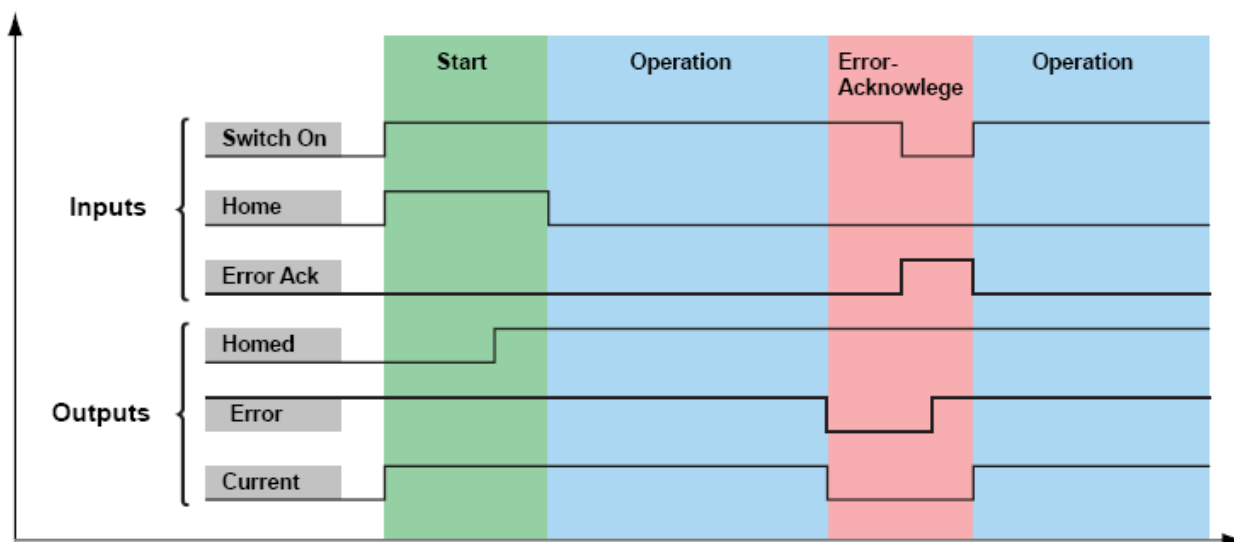 Start
Operation
Error-
Acknowlege
Operation
Inputs
Switch On
Home
Error Ack
Outputs
Homed
Error
Current